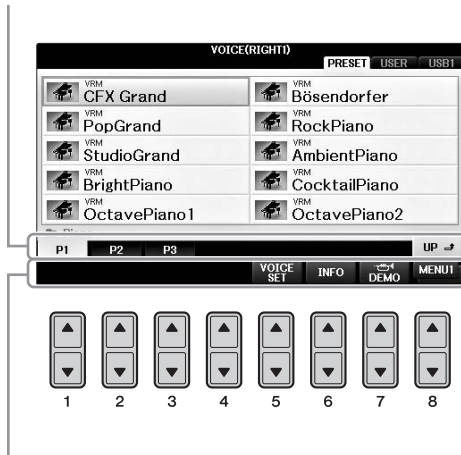 VOICE(RIGHT1)
PRESET USER USB1
VRM
CFX Grand
VRM
Bösendorfer
VRM
PopGrand
VRM
RockPiano
VRM
StudioGrand
VRM
AmbientPiano
VRM
BrightPiano
VRM
CocktailPiano
VRM
OctavePiano1
VRM
OctavePiano2
P1 P2 P3 UP
VOICE SET INFO DEMO MENU1
1 2 3 4 5 6 7 8